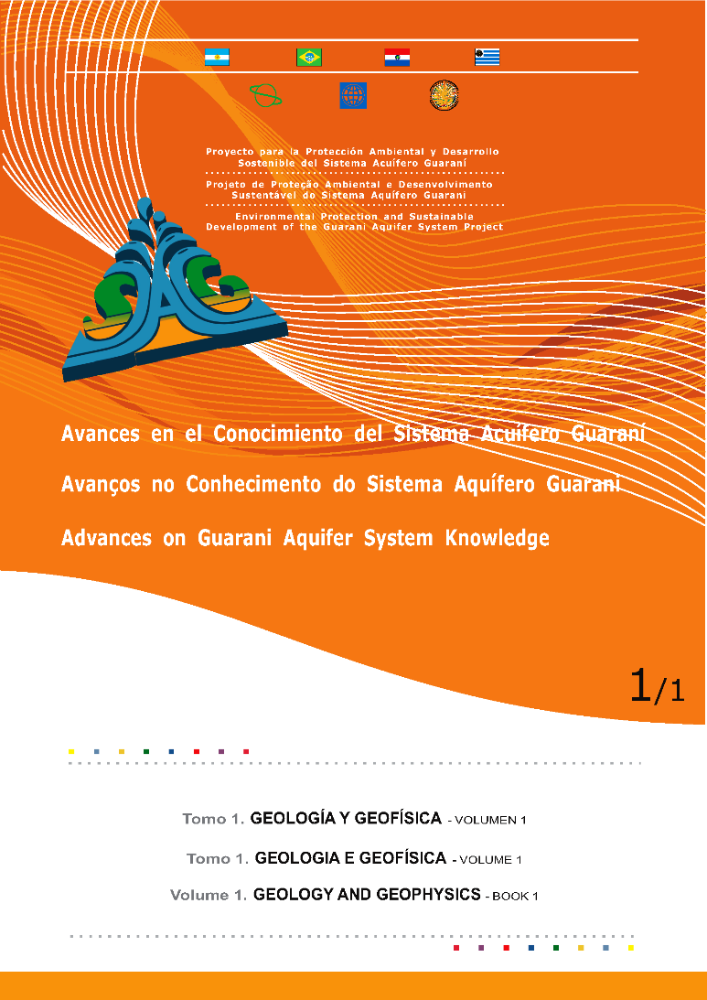 Proyecto para la Protección Ambiental y Desarrollo
Sostenible del Sistema Acuífero Guaraní
Projeto de Proteção Ambiental e Desenvolvimento
Sustentável do Sistema Aquífero Guarani
Environmental Protection and Sustainable
Development of the Guarani Aquifer System Project
SAG
Avances en el Conocimiento del Sistema Acuífero Guaraní
Avanços no Conhecimento do Sistema Aquífero Guarani
Advances on Guarani Aquifer System Knowledge
1/1
Tomo 1. GEOLOGÍA Y GEOFÍSICA - VOLUMEN 1
Tomo 1. GEOLOGIA E GEOFÍSICA - VOLUME 1
Volume 1. GEOLOGY AND GEOPHYSICS - BOOK 1